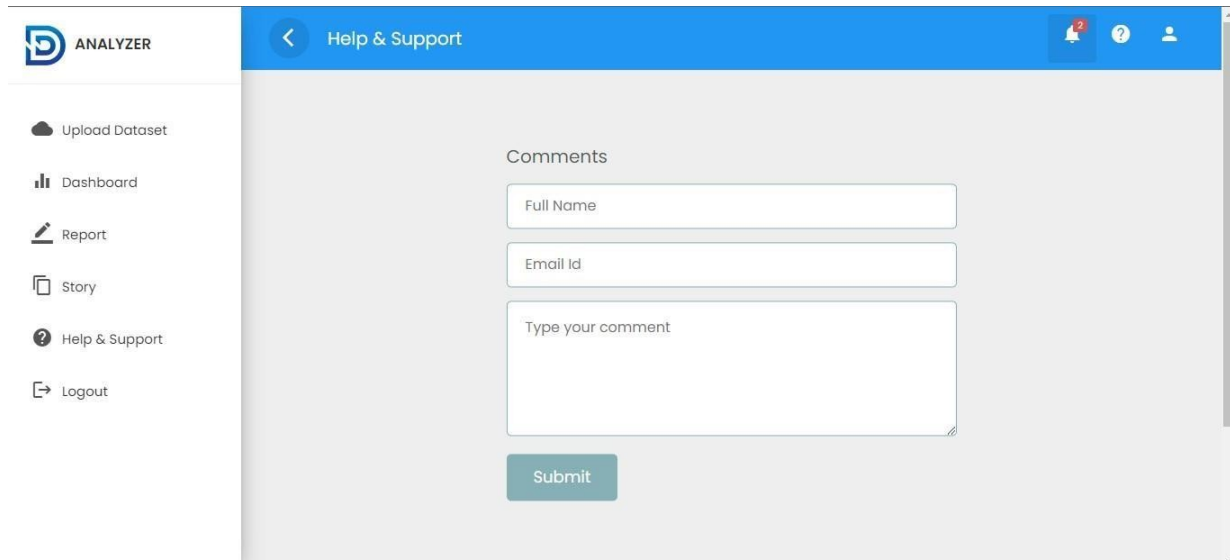 ANALYZER
Help & Support
2
Upload Dataset
Dashboard
Report
Story
Help & Support
Logout
Comments
Full Name
Email Id
Type your comment
Submit